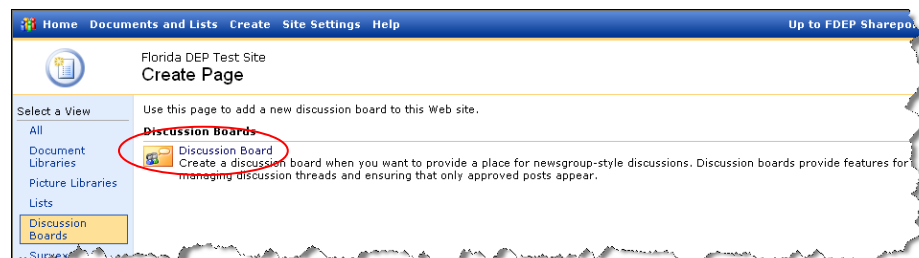 Home Documents and Lists Create Site Settings Help Up to FDEP
Florida DEP Test Site
Create Page
Select a View
Use this page to add a new discussion board to this Web site.
All
Discussion Boards
Document
Libraries
Discussion Board
Create a discussion board when you want to provide a place for newsgroup-style discussions. Discussion boards provide features for
managing discussion threads and ensuring that only approved posts appear.
Picture Libraries
Lists
Discussion
Boards